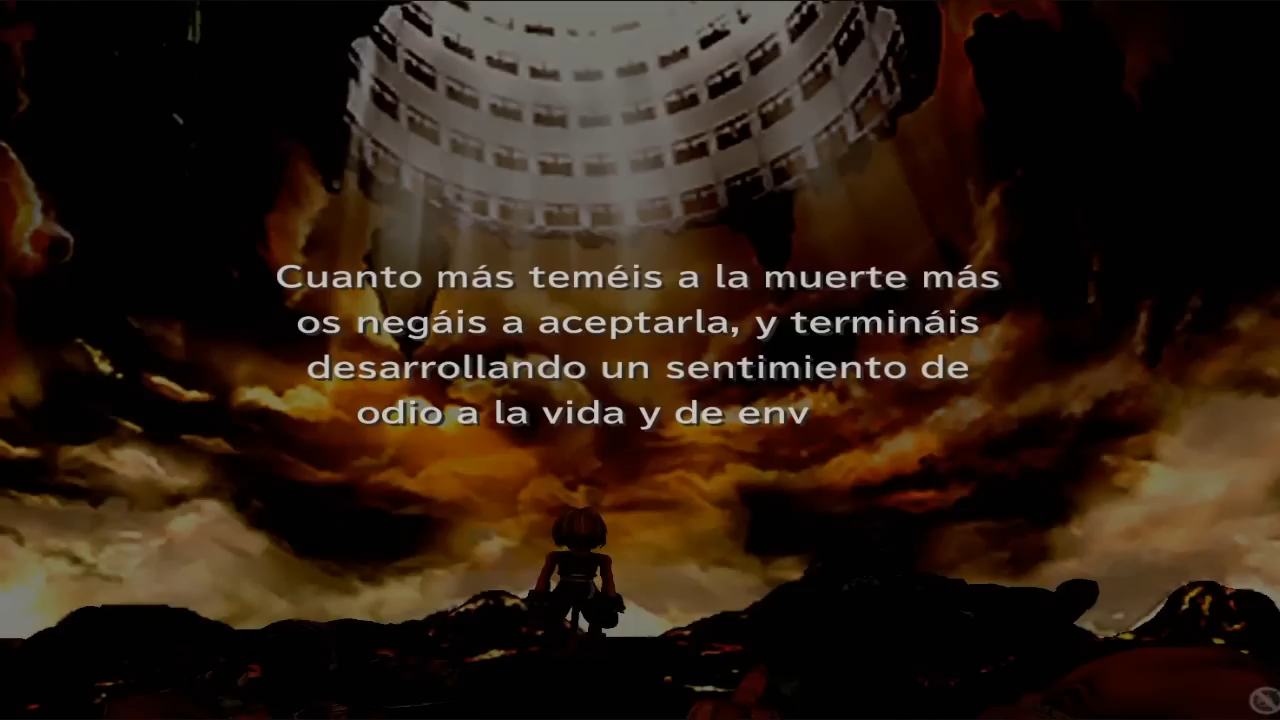 Cuanto más teméis a la muerte más
os negáis a aceptarla, y termináis
desarrollando un sentimiento de
odio a la vida y de env